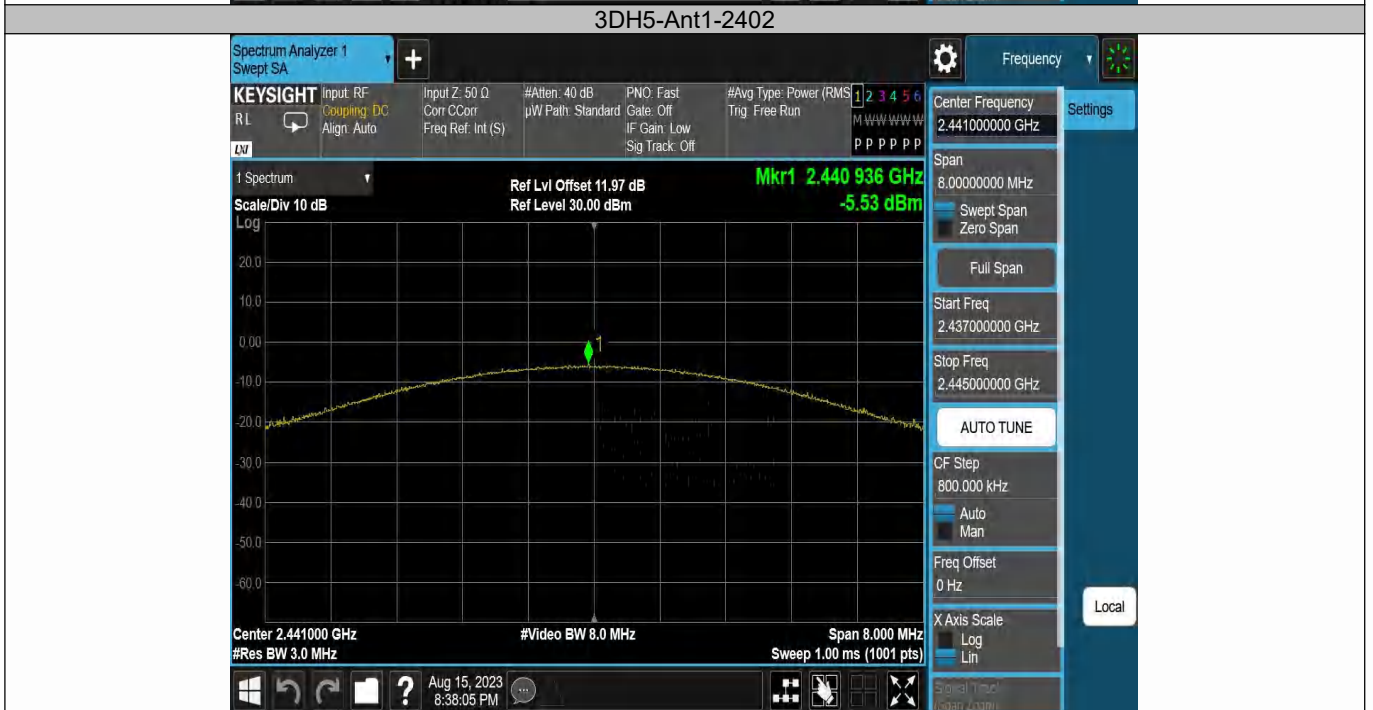 3DH5-Ant1-2402
Spectrum Analyzer 1
Swept SA
+
Frequency
KEYSIGHT
RL
LXI
Input: RF
Coupling: DC
Align: Auto
Input Z: 50 Ω
Corr CCorr
Freq Ref: Int (S)
#Atten: 40 dB
µW Path: Standard
PNO: Fast
Gate: Off
IF Gain: Low
Sig Track: Off
#Avg Type: Power (RMS
Trig: Free Run
1 2 3 4 5 6
M W W W W W
P P P P P P
1 Spectrum
Scale/Div 10 dB
Log
Ref Lvl Offset 11.97 dB
Ref Level 30.00 dBm
Mkr1 2.440 936 GHz
-5.53 dBm
20.0
10.0
0.00
-10.0
-20.0
-30.0
-40.0
-50.0
-60.0
1
Center 2.441000 GHz
#Res BW 3.0 MHz
#Video BW 8.0 MHz
Span 8.000 MHz
Sweep 1.00 ms (1001 pts)
Center Frequency
2.441000000 GHz
Settings
Span
8.00000000 MHz
Swept Span
Zero Span
Full Span
Start Freq
2.437000000 GHz
Stop Freq
2.445000000 GHz
AUTO TUNE
CF Step
800.000 kHz
Auto
Man
Freq Offset
0 Hz
X Axis Scale
Log
Lin
Local
Signal Track
(Span Zoom)
?
Aug 15, 2023
8:38:05 PM